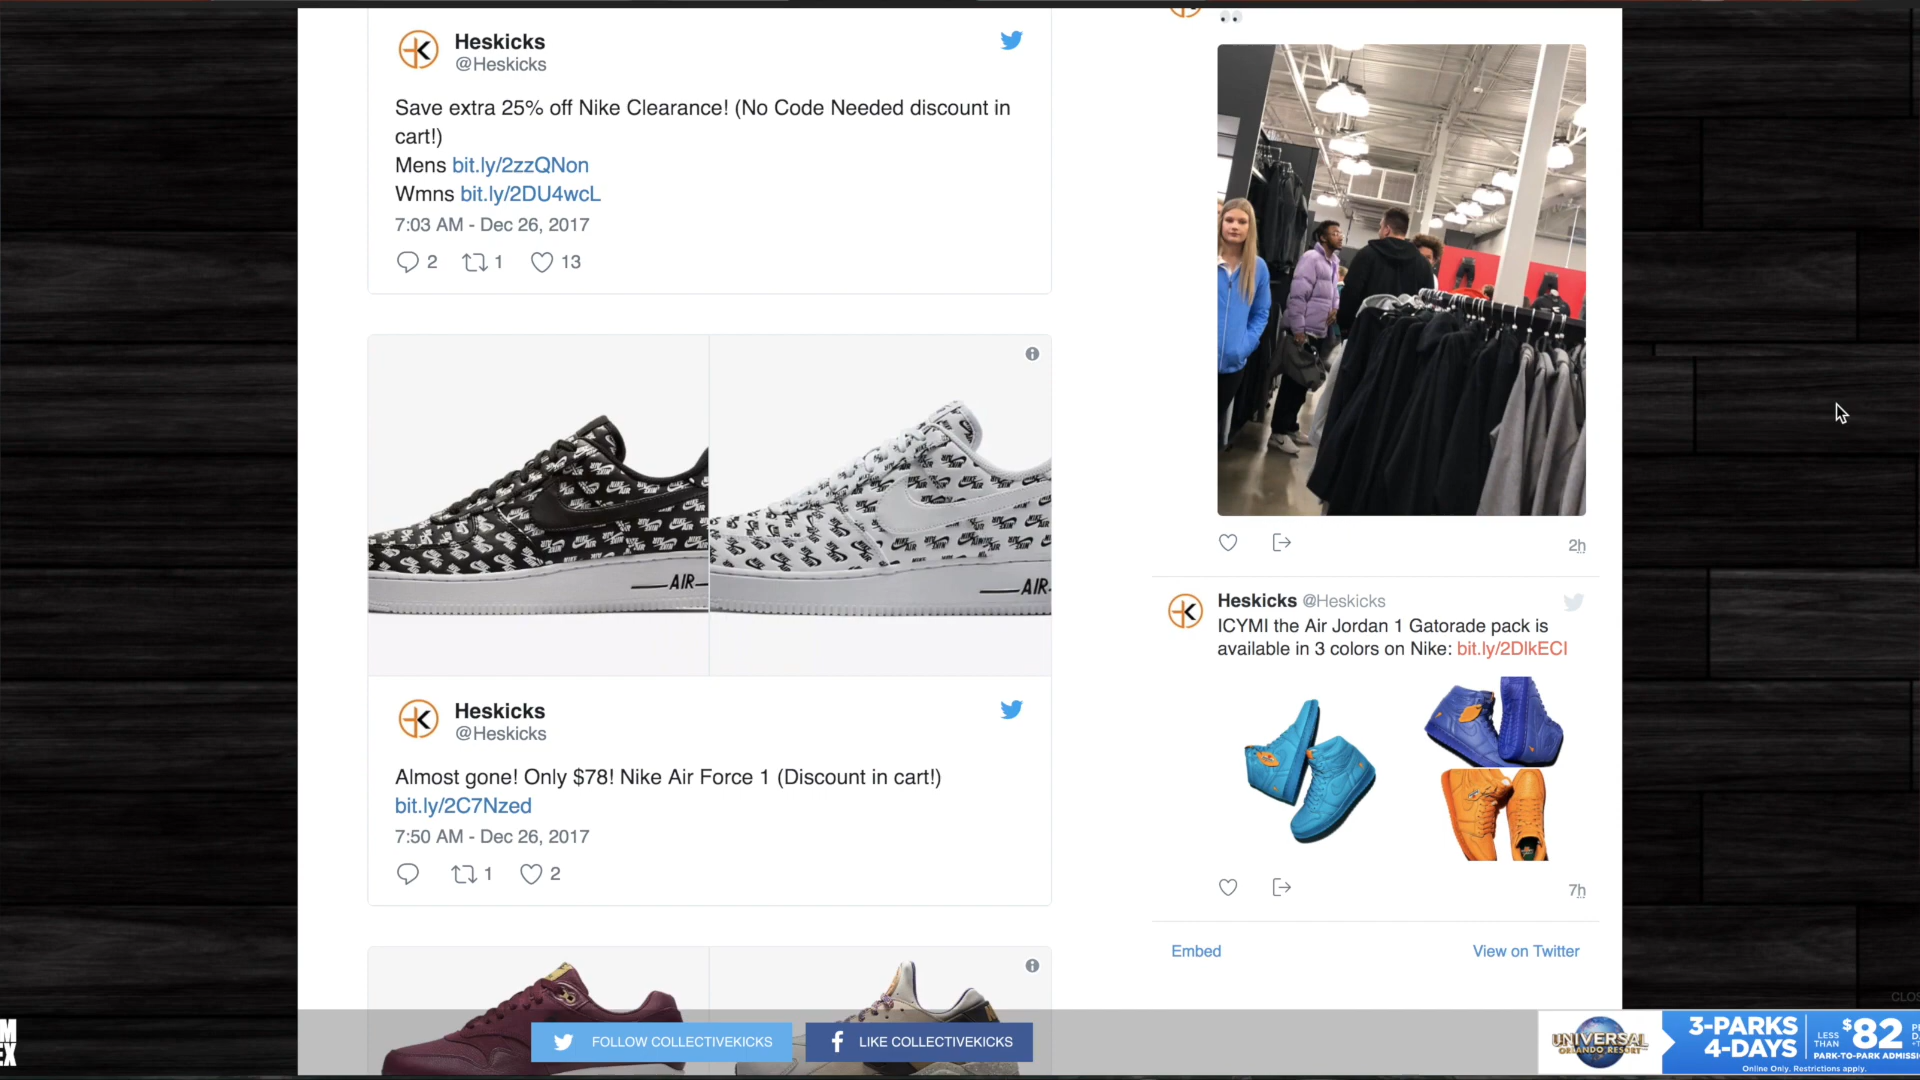 Heskicks
@Heskicks
Save extra 25% off Nike Clearance! (No Code Needed discount in
cart!)
Mens bit.ly/2zzQNon
Wmns bit.ly/2DU4wcL
7:03 AM - Dec 26, 2017
2 1 13
AIR
AIR
Heskicks
@Heskicks
Almost gone! Only $78! Nike Air Force 1 (Discount in cart!)
bit.ly/2C7Nzed
7:50 AM - Dec 26, 2017
1 2
2h
Heskicks @Heskicks
ICYMI the Air Jordan 1 Gatorade pack is
available in 3 colors on Nike: bit.ly/2DlkECI
7h
Embed
View on Twitter
FOLLOW COLLECTIVEKICKS
LIKE COLLECTIVEKICKS
CLOS
UNIVERSAL
ORLANDO RESORT
3-PARKS
4-DAYS
LESS
THAN
$82
PARK-TO-PARK ADMISSI
Online Only. Restrictions apply.